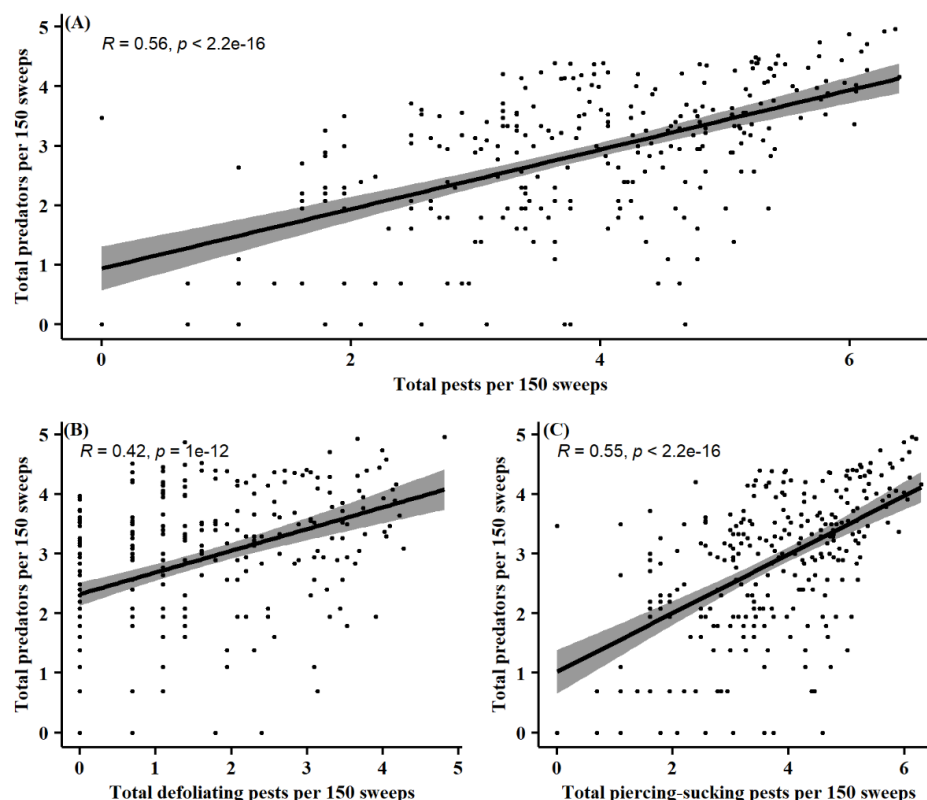 (A)
R = 0.56, p < 2.2e-16
Total predators per 150 sweeps
5
4
3
2
1
0
0 2 4 6
Total pests per 150 sweeps
(B)
R = 0.42, p = 1e-12
Total predators per 150 sweeps
5
4
3
2
1
0
0 1 2 3 4 5
Total defoliating pests per 150 sweeps
(C)
R = 0.55, p < 2.2e-16
Total predators per 150 sweeps
5
4
3
2
1
0
0 2 4 6
Total piercing-sucking pests per 150 sweeps